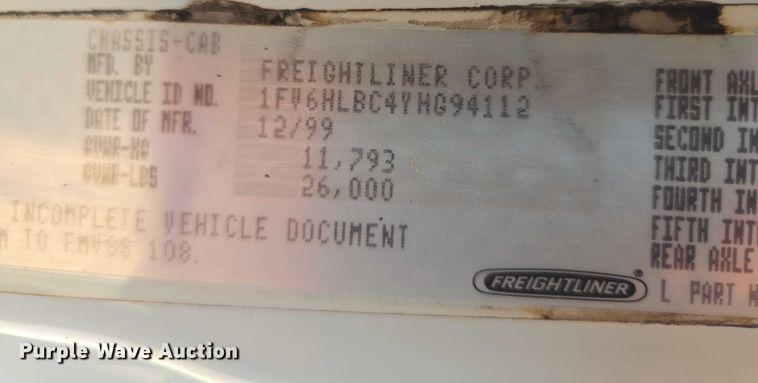 CHASSIS-CAB
MFD. BY FREIGHTLINER CORP.
VEHICLE ID NO. 1FV6HLBC4YHG94112
DATE OF MFR. 12/99
GVWR-KG 11,793
GVWR-LBS 26,000
INCOMPLETE VEHICLE DOCUMENT
TO FMVSS 108.
FRONT AXL
FIRST INT
SECOND IN
THIRD INT
FOURTH IN
FIFTH INT
REAR AXLE
FREIGHTLINER®
L PART N
Purple Wave Auction